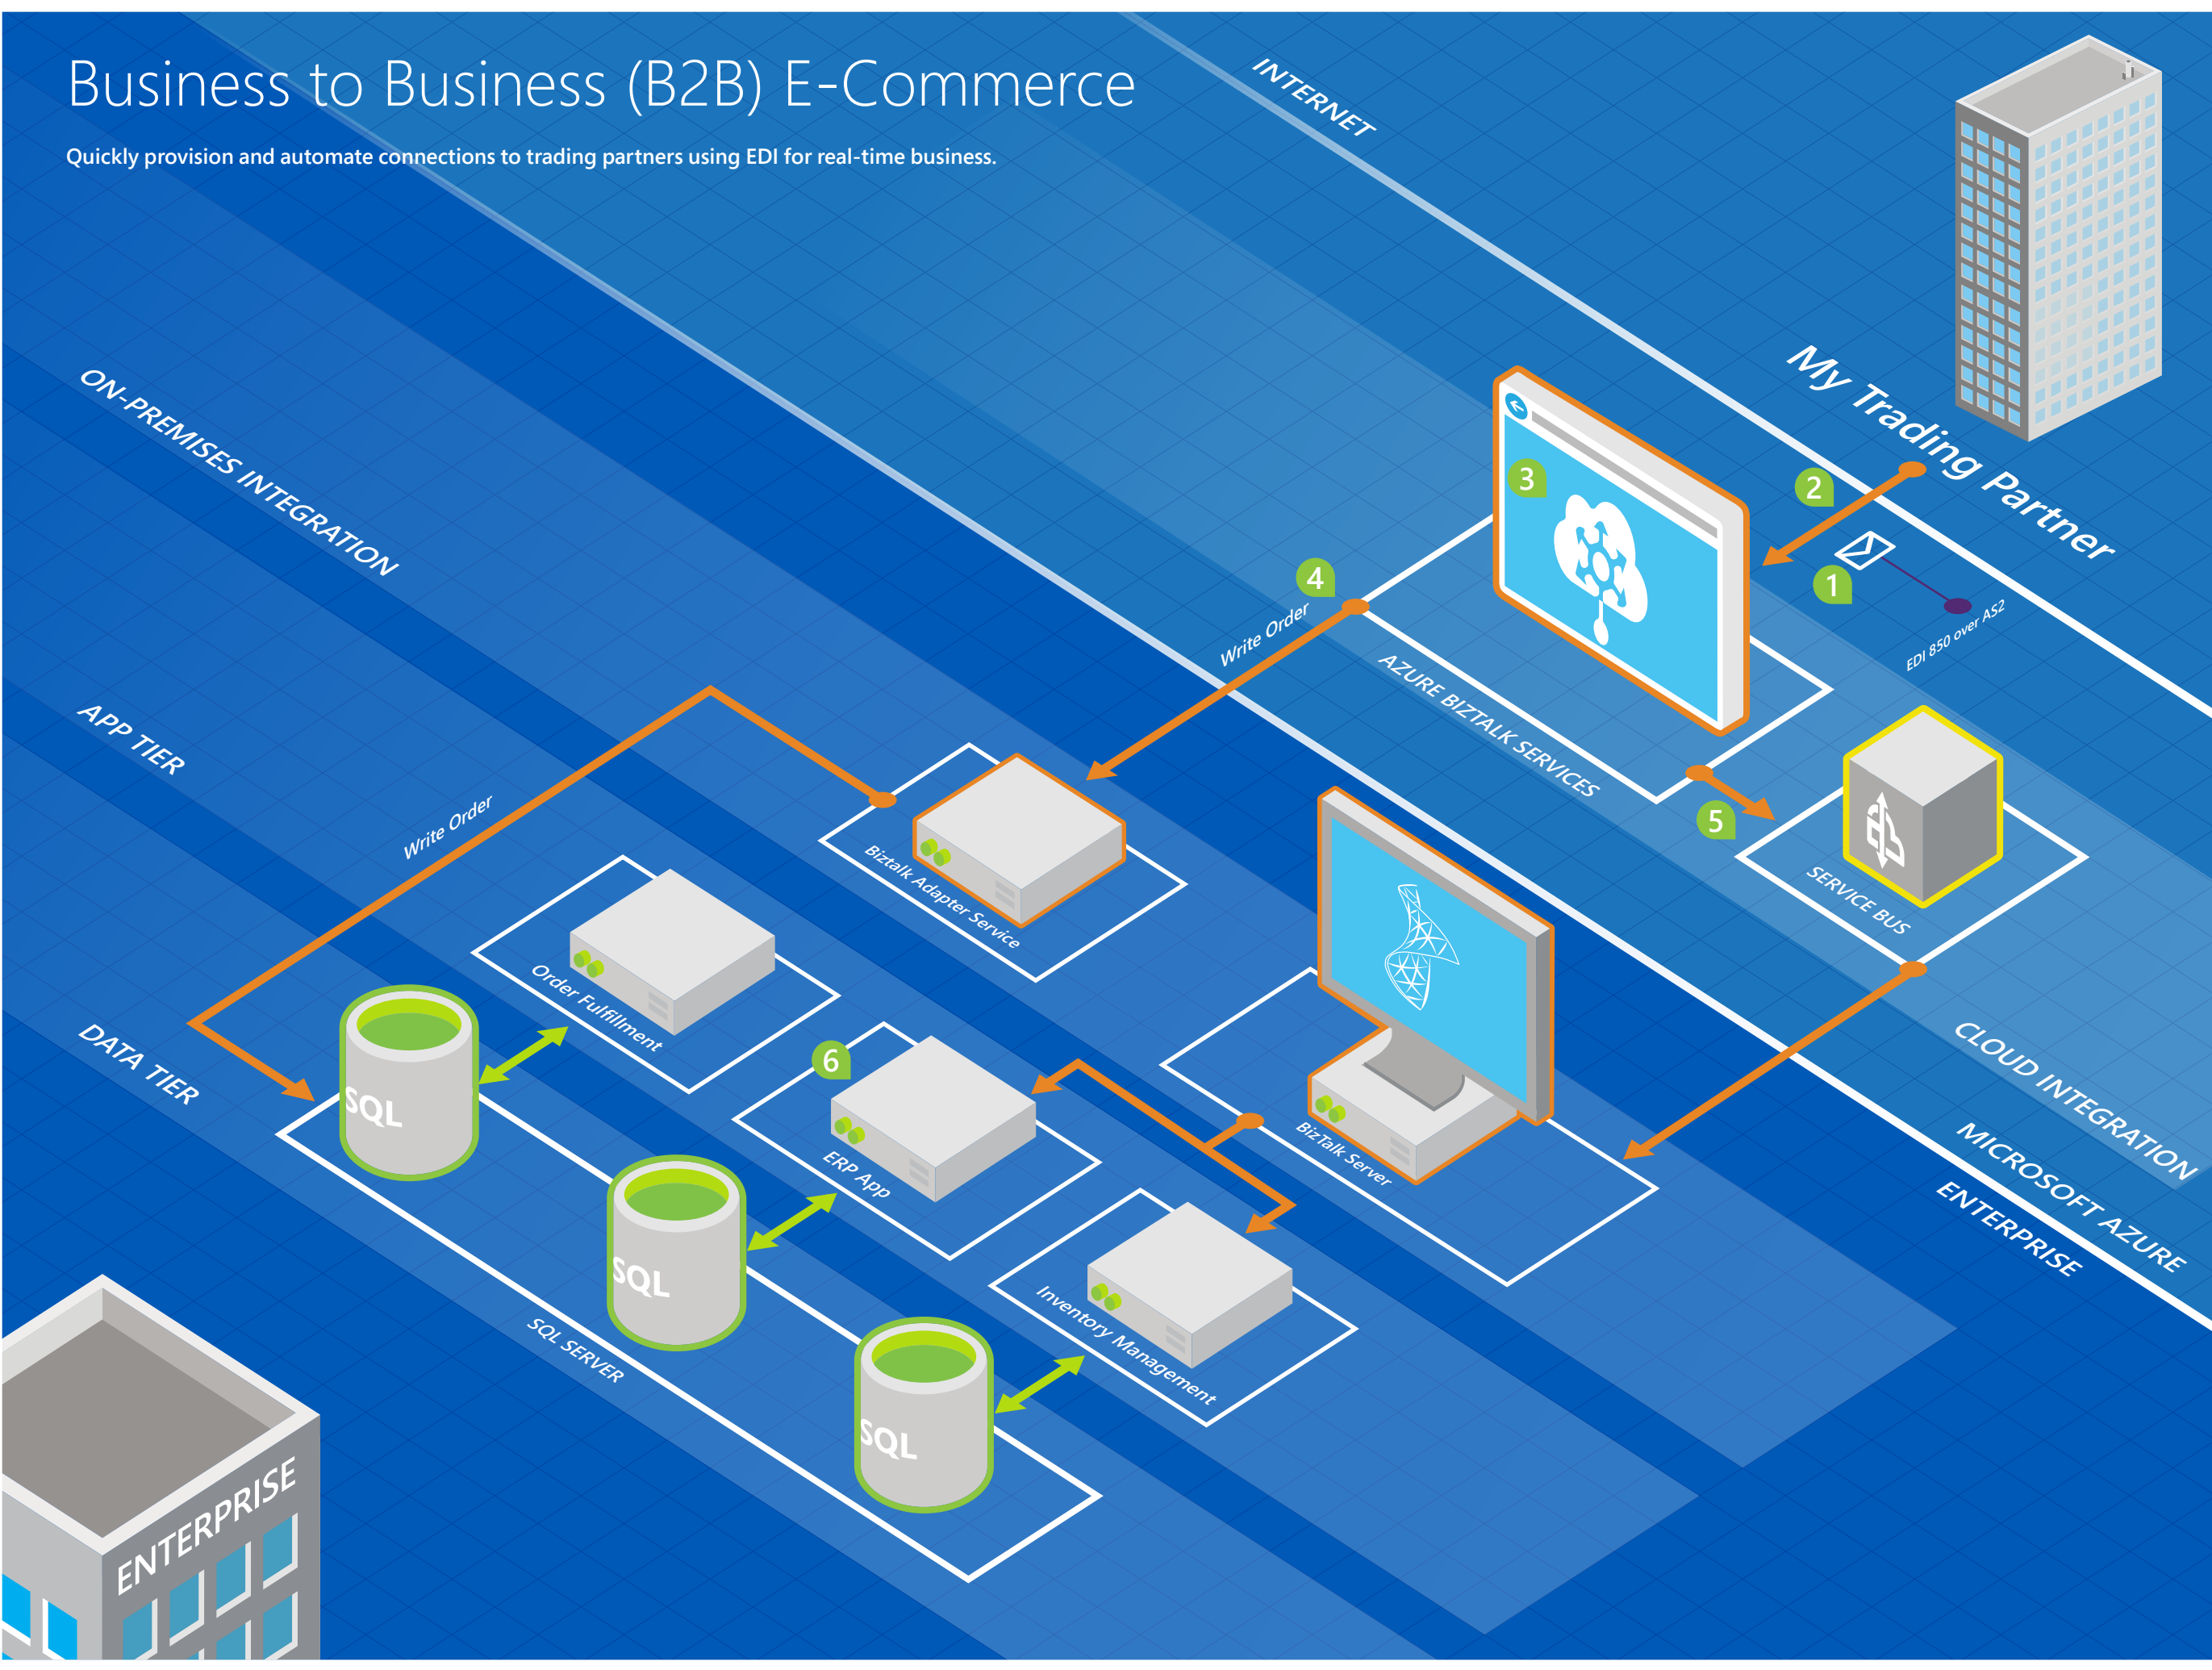 Business to Business (B2B) E-Commerce
Quickly provision and automate connections to trading partners using EDI for real-time business.
INTERNET
My Trading Partner
ON-PREMISES INTEGRATION
3
2
1
EDI 850 over AS2
4
Write Order
AZURE BIZTALK SERVICES
APP TIER
Write Order
5
SERVICE BUS
Biztalk Adapter Service
Order Fulfillment
DATA TIER
6
SQL
ERP App
BizTalk Server
CLOUD INTEGRATION
MICROSOFT AZURE
ENTERPRISE
SQL
Inventory Management
SQL SERVER
SQL
ENTERPRISE